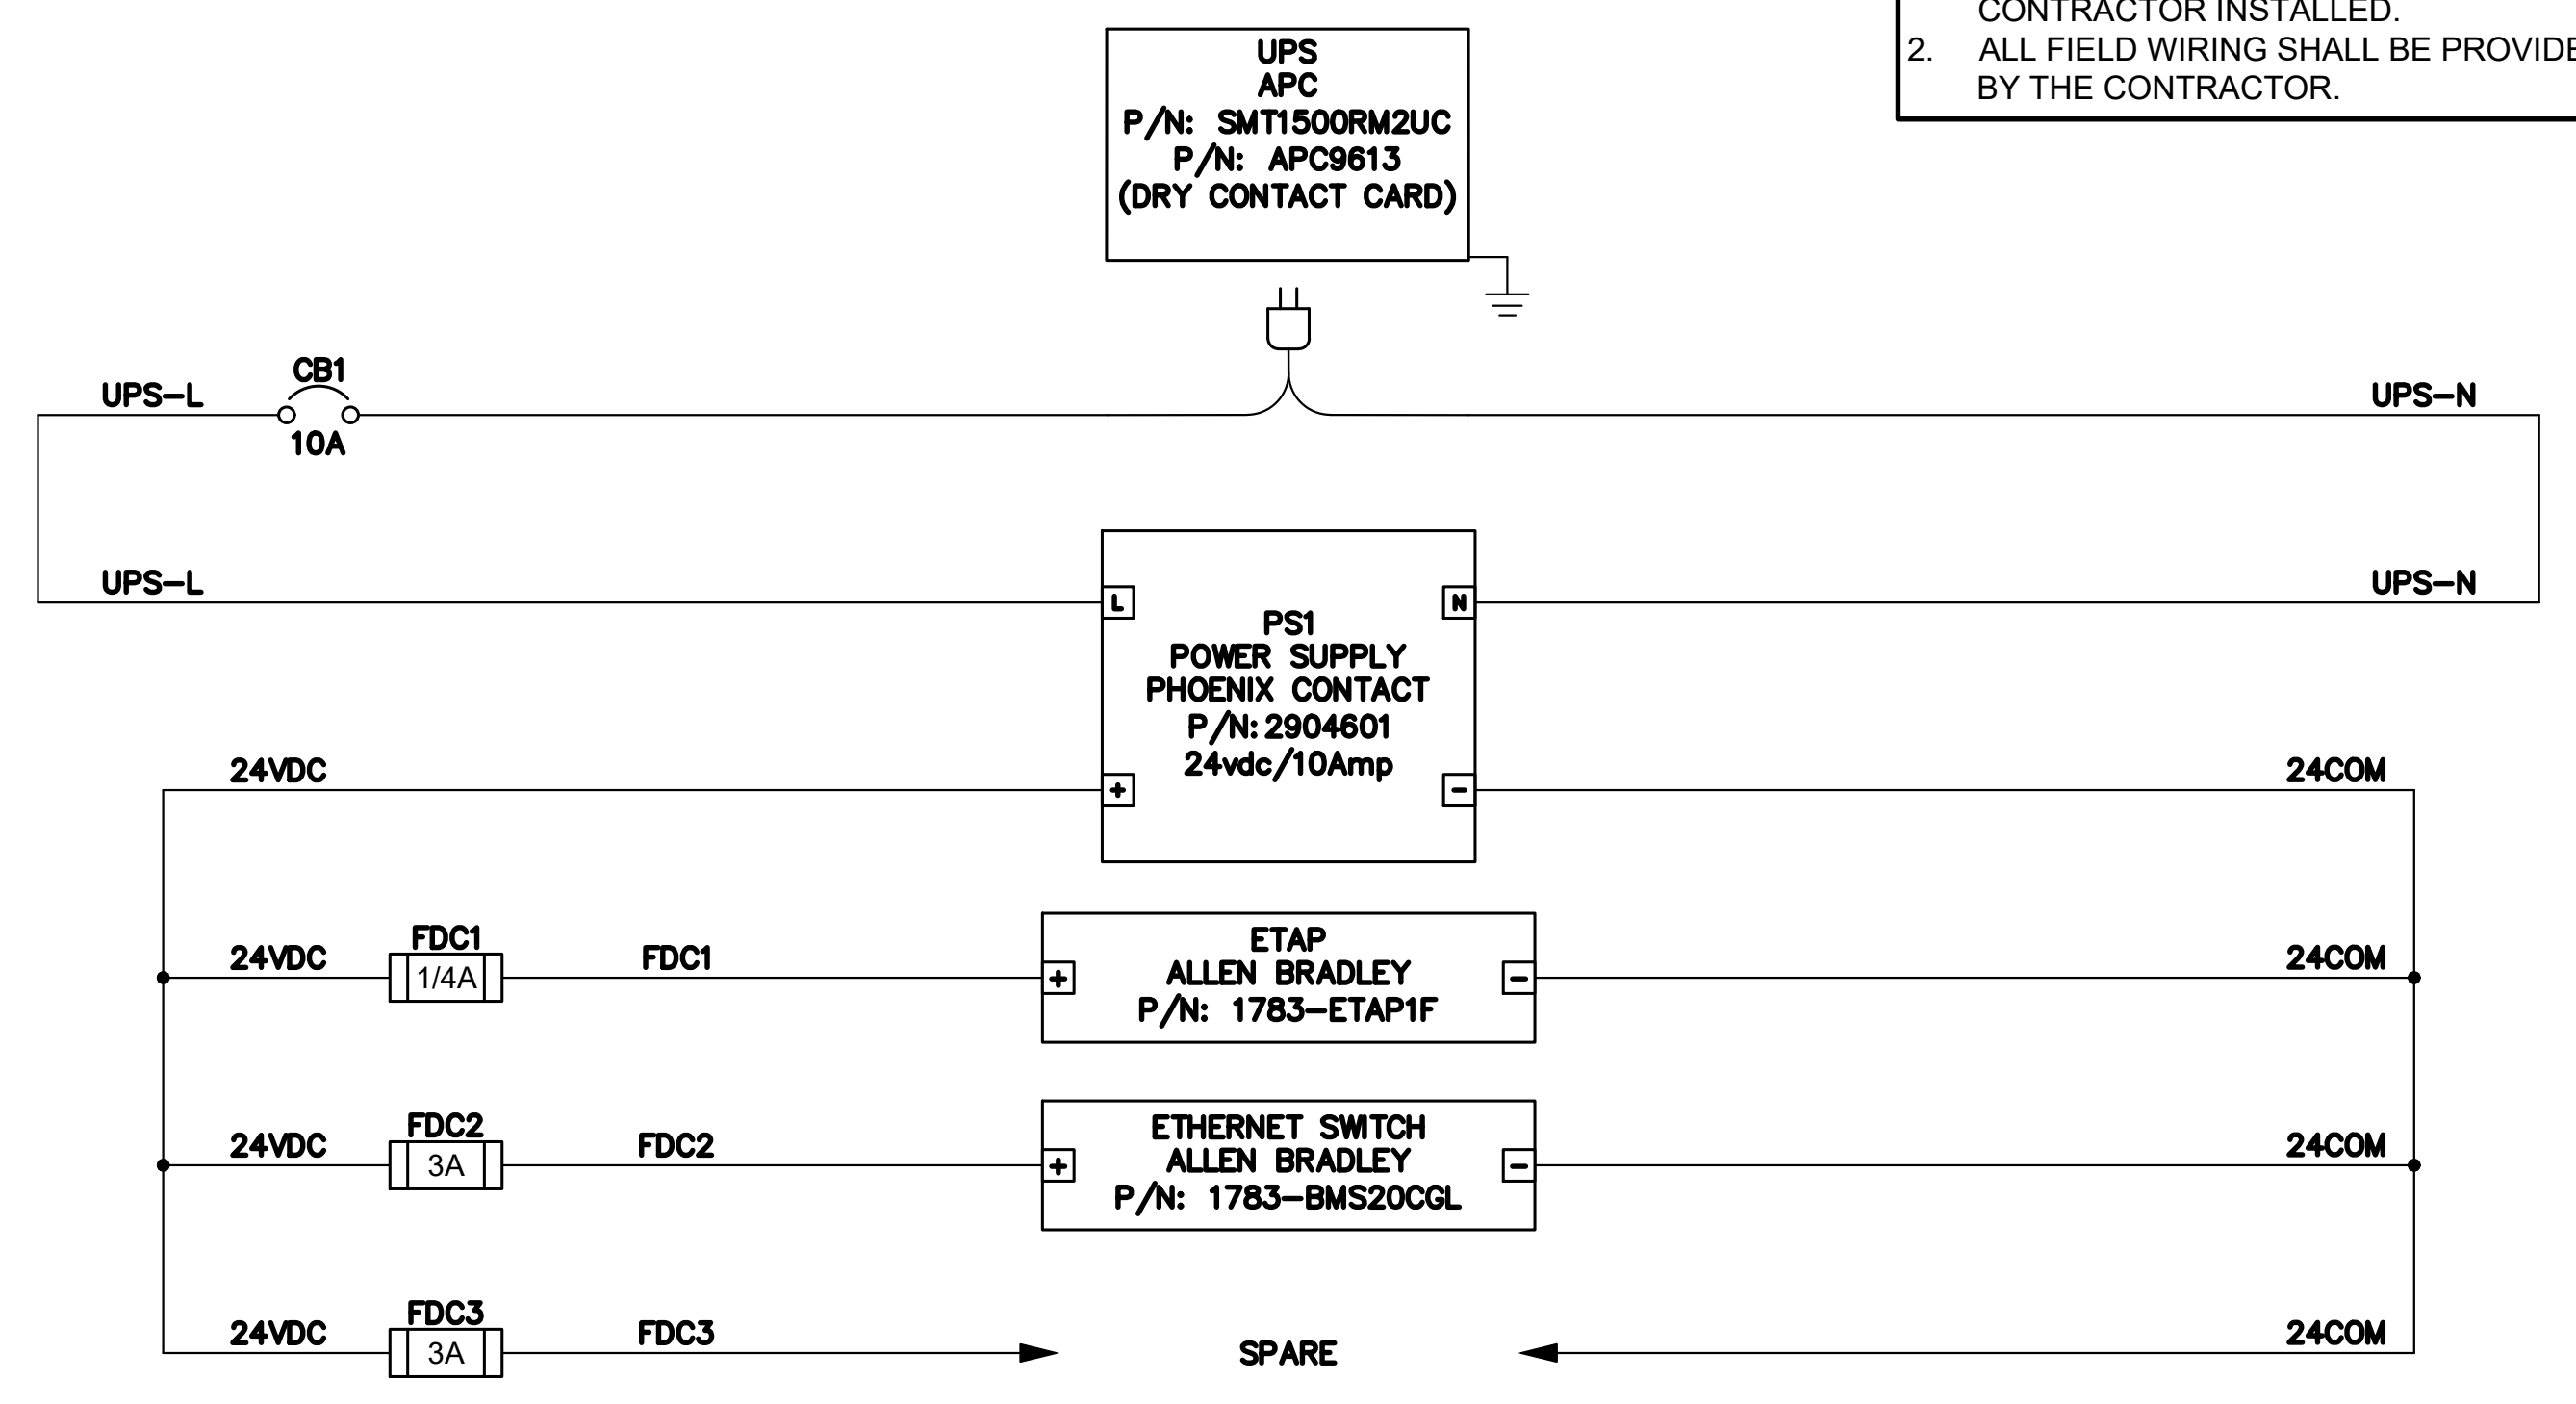 CONTRACTOR INSTALLED.
2. ALL FIELD WIRING SHALL BE PROVIDE
BY THE CONTRACTOR.
UPS
APC
P/N: SMT1500RM2UC
P/N: APC9613
(DRY CONTACT CARD)
CB1
UPS-L
UPS-N
10A
UPS-L
UPS-N
L
N
PS1
POWER SUPPLY
PHOENIX CONTACT
P/N:2904601
24vdc/10Amp
24VDC
24COM
+
-
FDC1
24VDC
1/4A
FDC1
ETAP
ALLEN BRADLEY
P/N: 1783-ETAP1F
+
-
24COM
FDC2
24VDC
3A
FDC2
ETHERNET SWITCH
ALLEN BRADLEY
P/N: 1783-BMS20CGL
+
-
24COM
FDC3
24VDC
3A
FDC3
SPARE
24COM